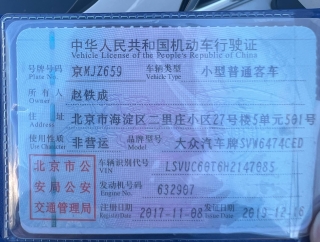 中华人民共和国机动车行驶证
Vehicle License of the People's Republic of China
号牌号码 京MJZ659 车辆类型 小型普通客车
Plate No. Vehicle Type
所有人 赵铁成
Owner
住址 北京市海淀区二里庄小区27号楼5单元501号
Address
使用性质 非营运 品牌型号 大众汽车牌SVW6474CED
Use Character Model
北京市公
安局公安
交通管理局
车辆识别代号 LSVUC60T6H2147085
VIN
发动机号码 632907
Engine No.
注册日期 2017-11-08 发证日期
Register Date Issue Date